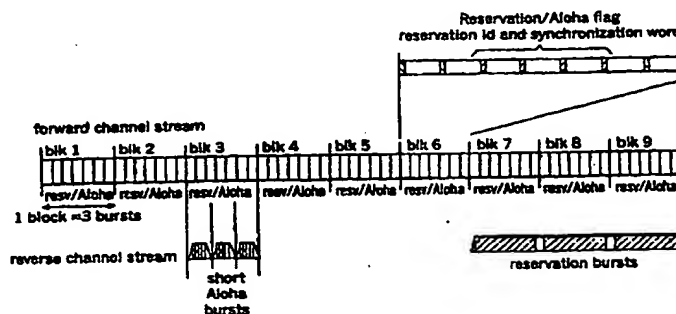 Reservation/Aloha flag
reservation id and synchronization word
forward channel stream
blk 1 blk 2 blk 3 blk 4 blk 5 blk 6 blk 7 blk 8 blk 9
resv/Aloha resv/Aloha resv/Aloha resv/Aloha resv/Aloha resv/Aloha resv/Aloha resv/Aloha resv/Aloha
1 block =3 bursts
reverse channel stream
reservation bursts
short
Aloha
bursts